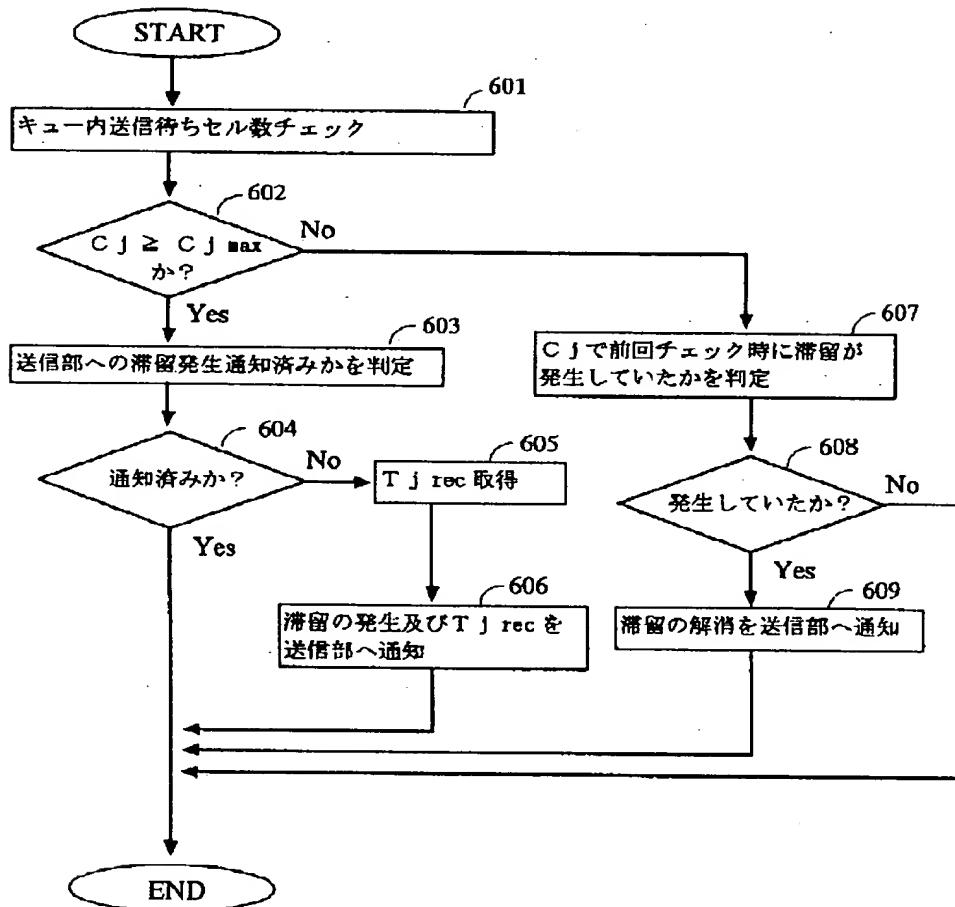 START
601
キュー内送信待ちセル数チェック
602
Cj ≧ Cjmax
か?
No
Yes
603
送信部への滞留発生通知済みかを判定
607
Cjで前回チェック時に滞留が
発生していたかを判定
604
通知済みか?
No
Yes
605
Tjrec取得
608
発生していたか?
No
Yes
606
滞留の発生及びTjrecを
送信部へ通知
609
滞留の解消を送信部へ通知
END